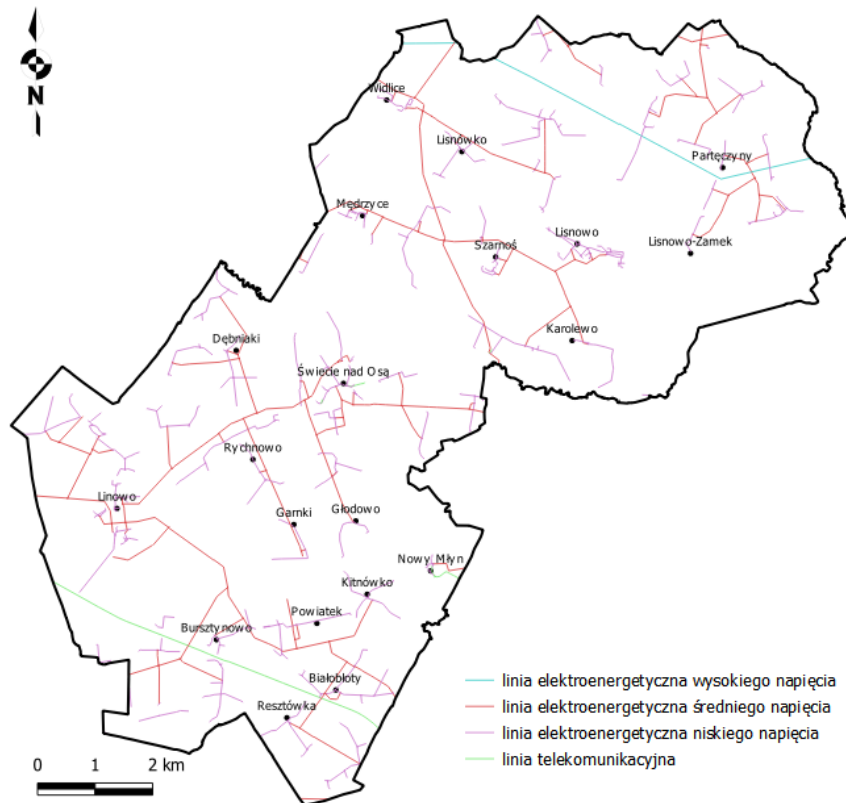 N
Widlice
Lisnówko
Partęczyny
Mędrzyce
Lisnowo
Szarnoś
Lisnowo-Zamek
Karolewo
Dębniaki
Świecie nad Osą
Rychnowo
Linowo
Garnki
Głodowo
Nowy Młyn
Kitnówko
Powiatek
Bursztynowo
Białobłoty
Resztówka
linia elektroenergetyczna wysokiego napięcia
linia elektroenergetyczna średniego napięcia
linia elektroenergetyczna niskiego napięcia
linia telekomunikacyjna
0 1 2 km